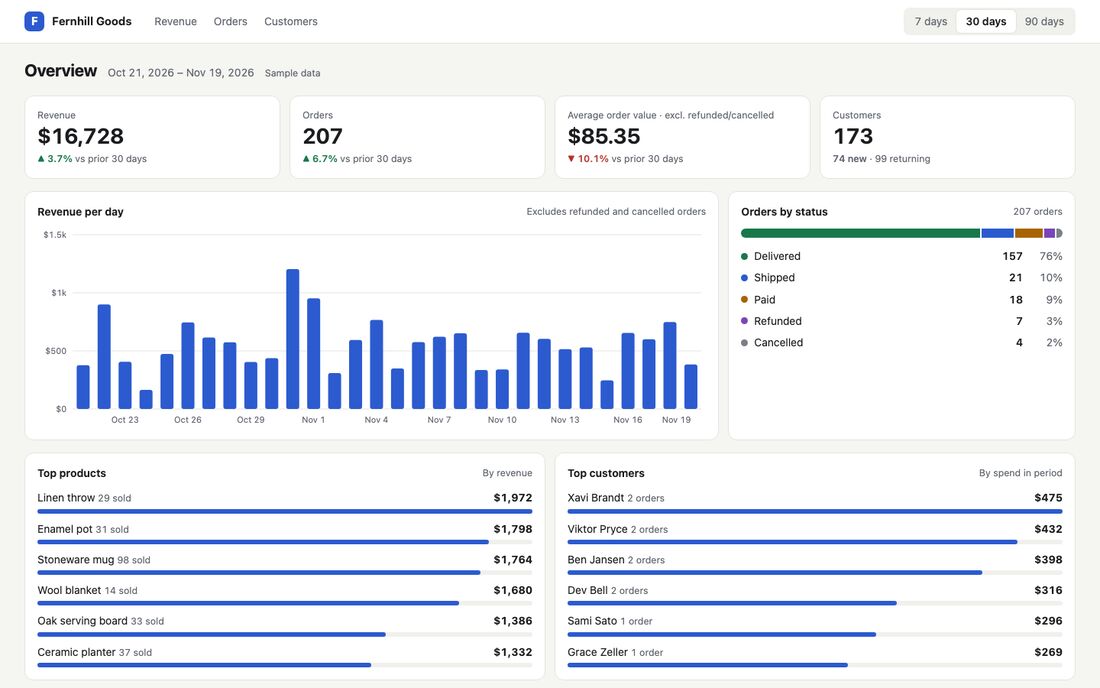 F Fernhill Goods Revenue Orders Customers 7 days 30 days 90 days
Overview Oct 21, 2026 – Nov 19, 2026 Sample data
Revenue
$16,728
▲ 3.7% vs prior 30 days
Orders
207
▲ 6.7% vs prior 30 days
Average order value · excl. refunded/cancelled
$85.35
▼ 10.1% vs prior 30 days
Customers
173
74 new · 99 returning
Revenue per day Excludes refunded and cancelled orders
$1.5k
$1k
$500
$0
Oct 23 Oct 26 Oct 29 Nov 1 Nov 4 Nov 7 Nov 10 Nov 13 Nov 16 Nov 19
Orders by status 207 orders
Delivered 157 76%
Shipped 21 10%
Paid 18 9%
Refunded 7 3%
Cancelled 4 2%
Top products By revenue
Linen throw 29 sold $1,972
Enamel pot 31 sold $1,798
Stoneware mug 98 sold $1,764
Wool blanket 14 sold $1,680
Oak serving board 33 sold $1,386
Ceramic planter 37 sold $1,332
Top customers By spend in period
Xavi Brandt 2 orders $475
Viktor Pryce 2 orders $432
Ben Jansen 2 orders $398
Dev Bell 2 orders $316
Sami Sato 1 order $296
Grace Zeller 1 order $269